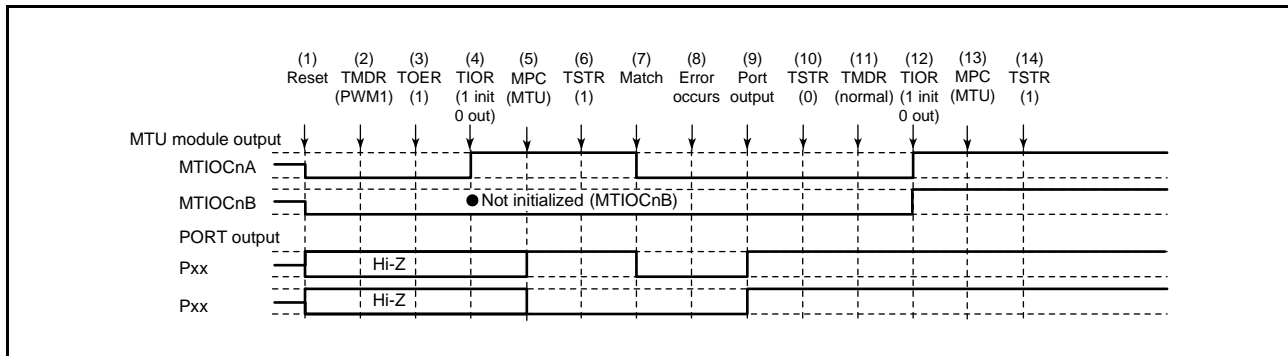 (1) (2) (3) (4) (5) (6) (7) (8) (9) (10) (11) (12) (13) (14)
Reset TMDR TOER TIOR MPC TSTR Match Error Port TSTR TMDR TIOR MPC TSTR
(PWM1) (1) (1 init (MTU) (1) occurs output (0) (normal) (1 init (MTU) (1)
0 out) 0 out)
MTU module output
MTIOCnA
MTIOCnB Not initialized (MTIOCnB)
PORT output
Pxx Hi-Z
Pxx Hi-Z